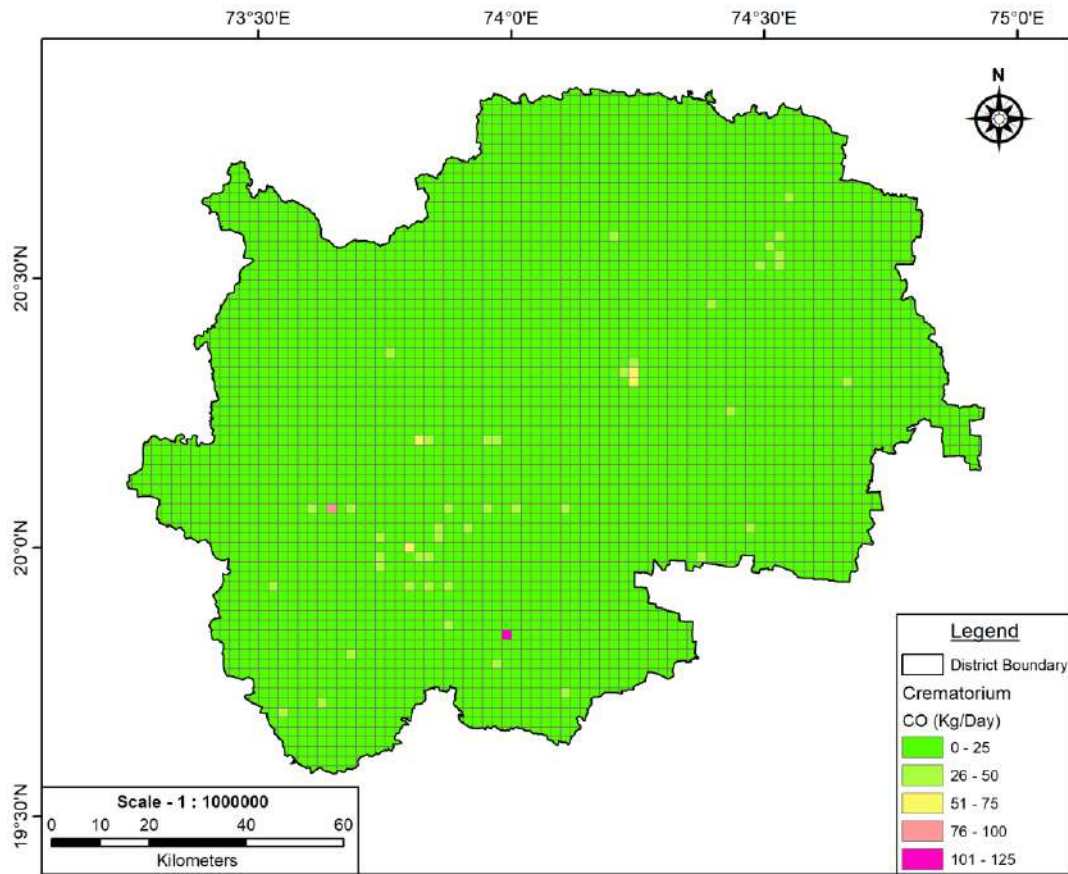 73°30'E 74°0'E 74°30'E 75°0'E
N
20°30'N
20°0'N
19°30'N
Legend
District Boundary
Crematorium
CO (Kg/Day)
0 - 25
26 - 50
51 - 75
76 - 100
101 - 125
Scale - 1 : 1000000
0 10 20 40 60
Kilometers